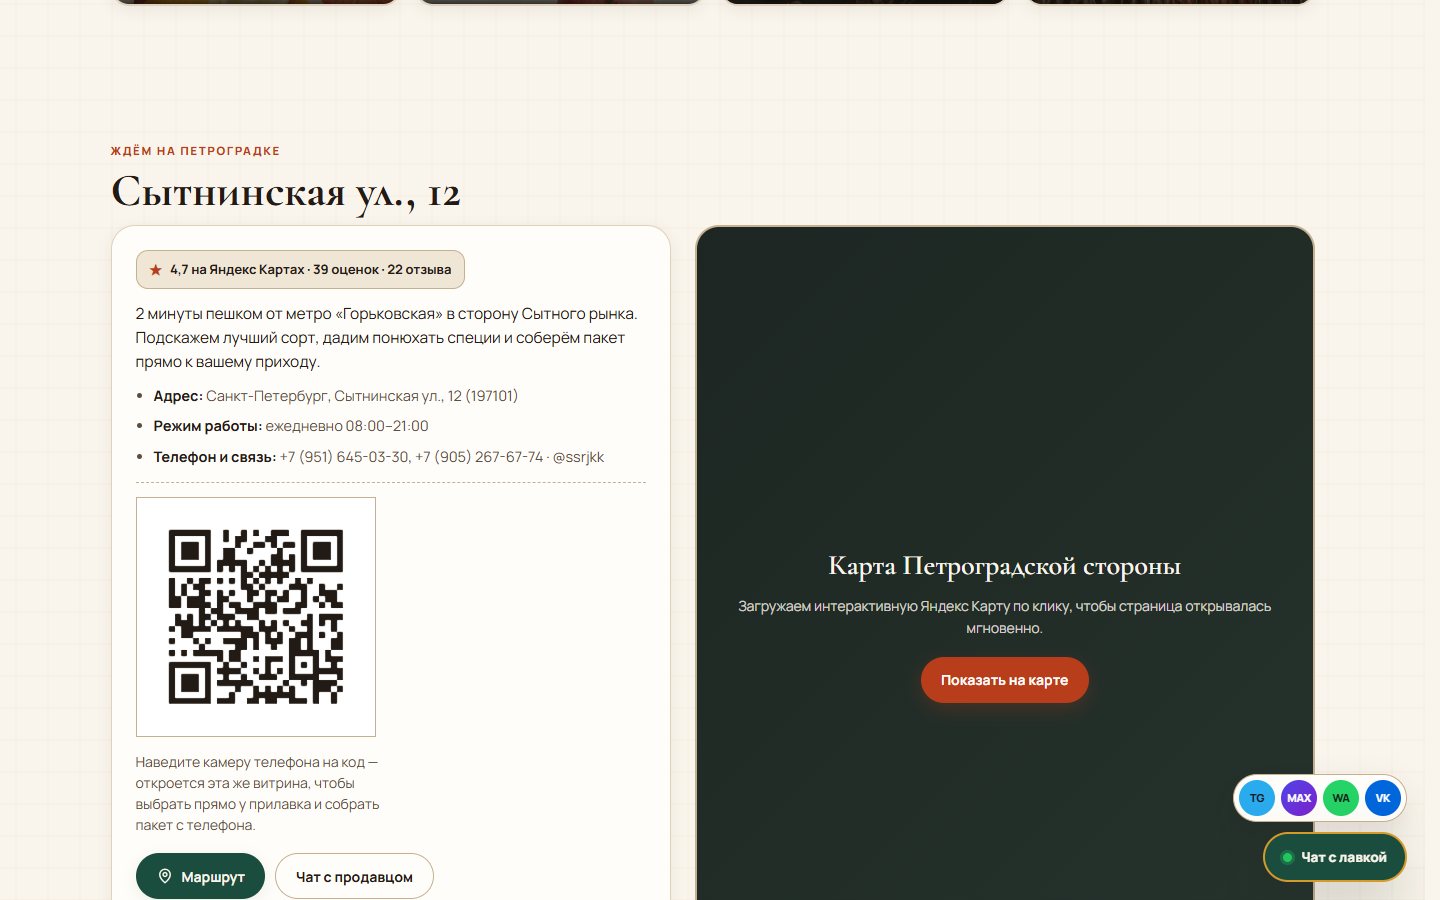 ЖДЁМ НА ПЕТРОГРАДКЕ
Сытнинская ул., 12
★ 4,7 на Яндекс Картах · 39 оценок · 22 отзыва
2 минуты пешком от метро «Горьковская» в сторону Сытного рынка.
Подскажем лучший сорт, дадим понюхать специи и соберём пакет
прямо к вашему приходу.
• Адрес: Санкт-Петербург, Сытнинская ул., 12 (197101)
• Режим работы: ежедневно 08:00–21:00
• Телефон и связь: +7 (951) 645-03-30, +7 (905) 267-67-74 · @ssrjkk
Наведите камеру телефона на код —
откроется эта же витрина, чтобы
выбрать прямо у прилавка и собрать
пакет с телефона.
Маршрут
Чат с продавцом
Карта Петроградской стороны
Загружаем интерактивную Яндекс Карту по клику, чтобы страница открывалась
мгновенно.
Показать на карте
TG MAX WA VK
Чат с лавкой